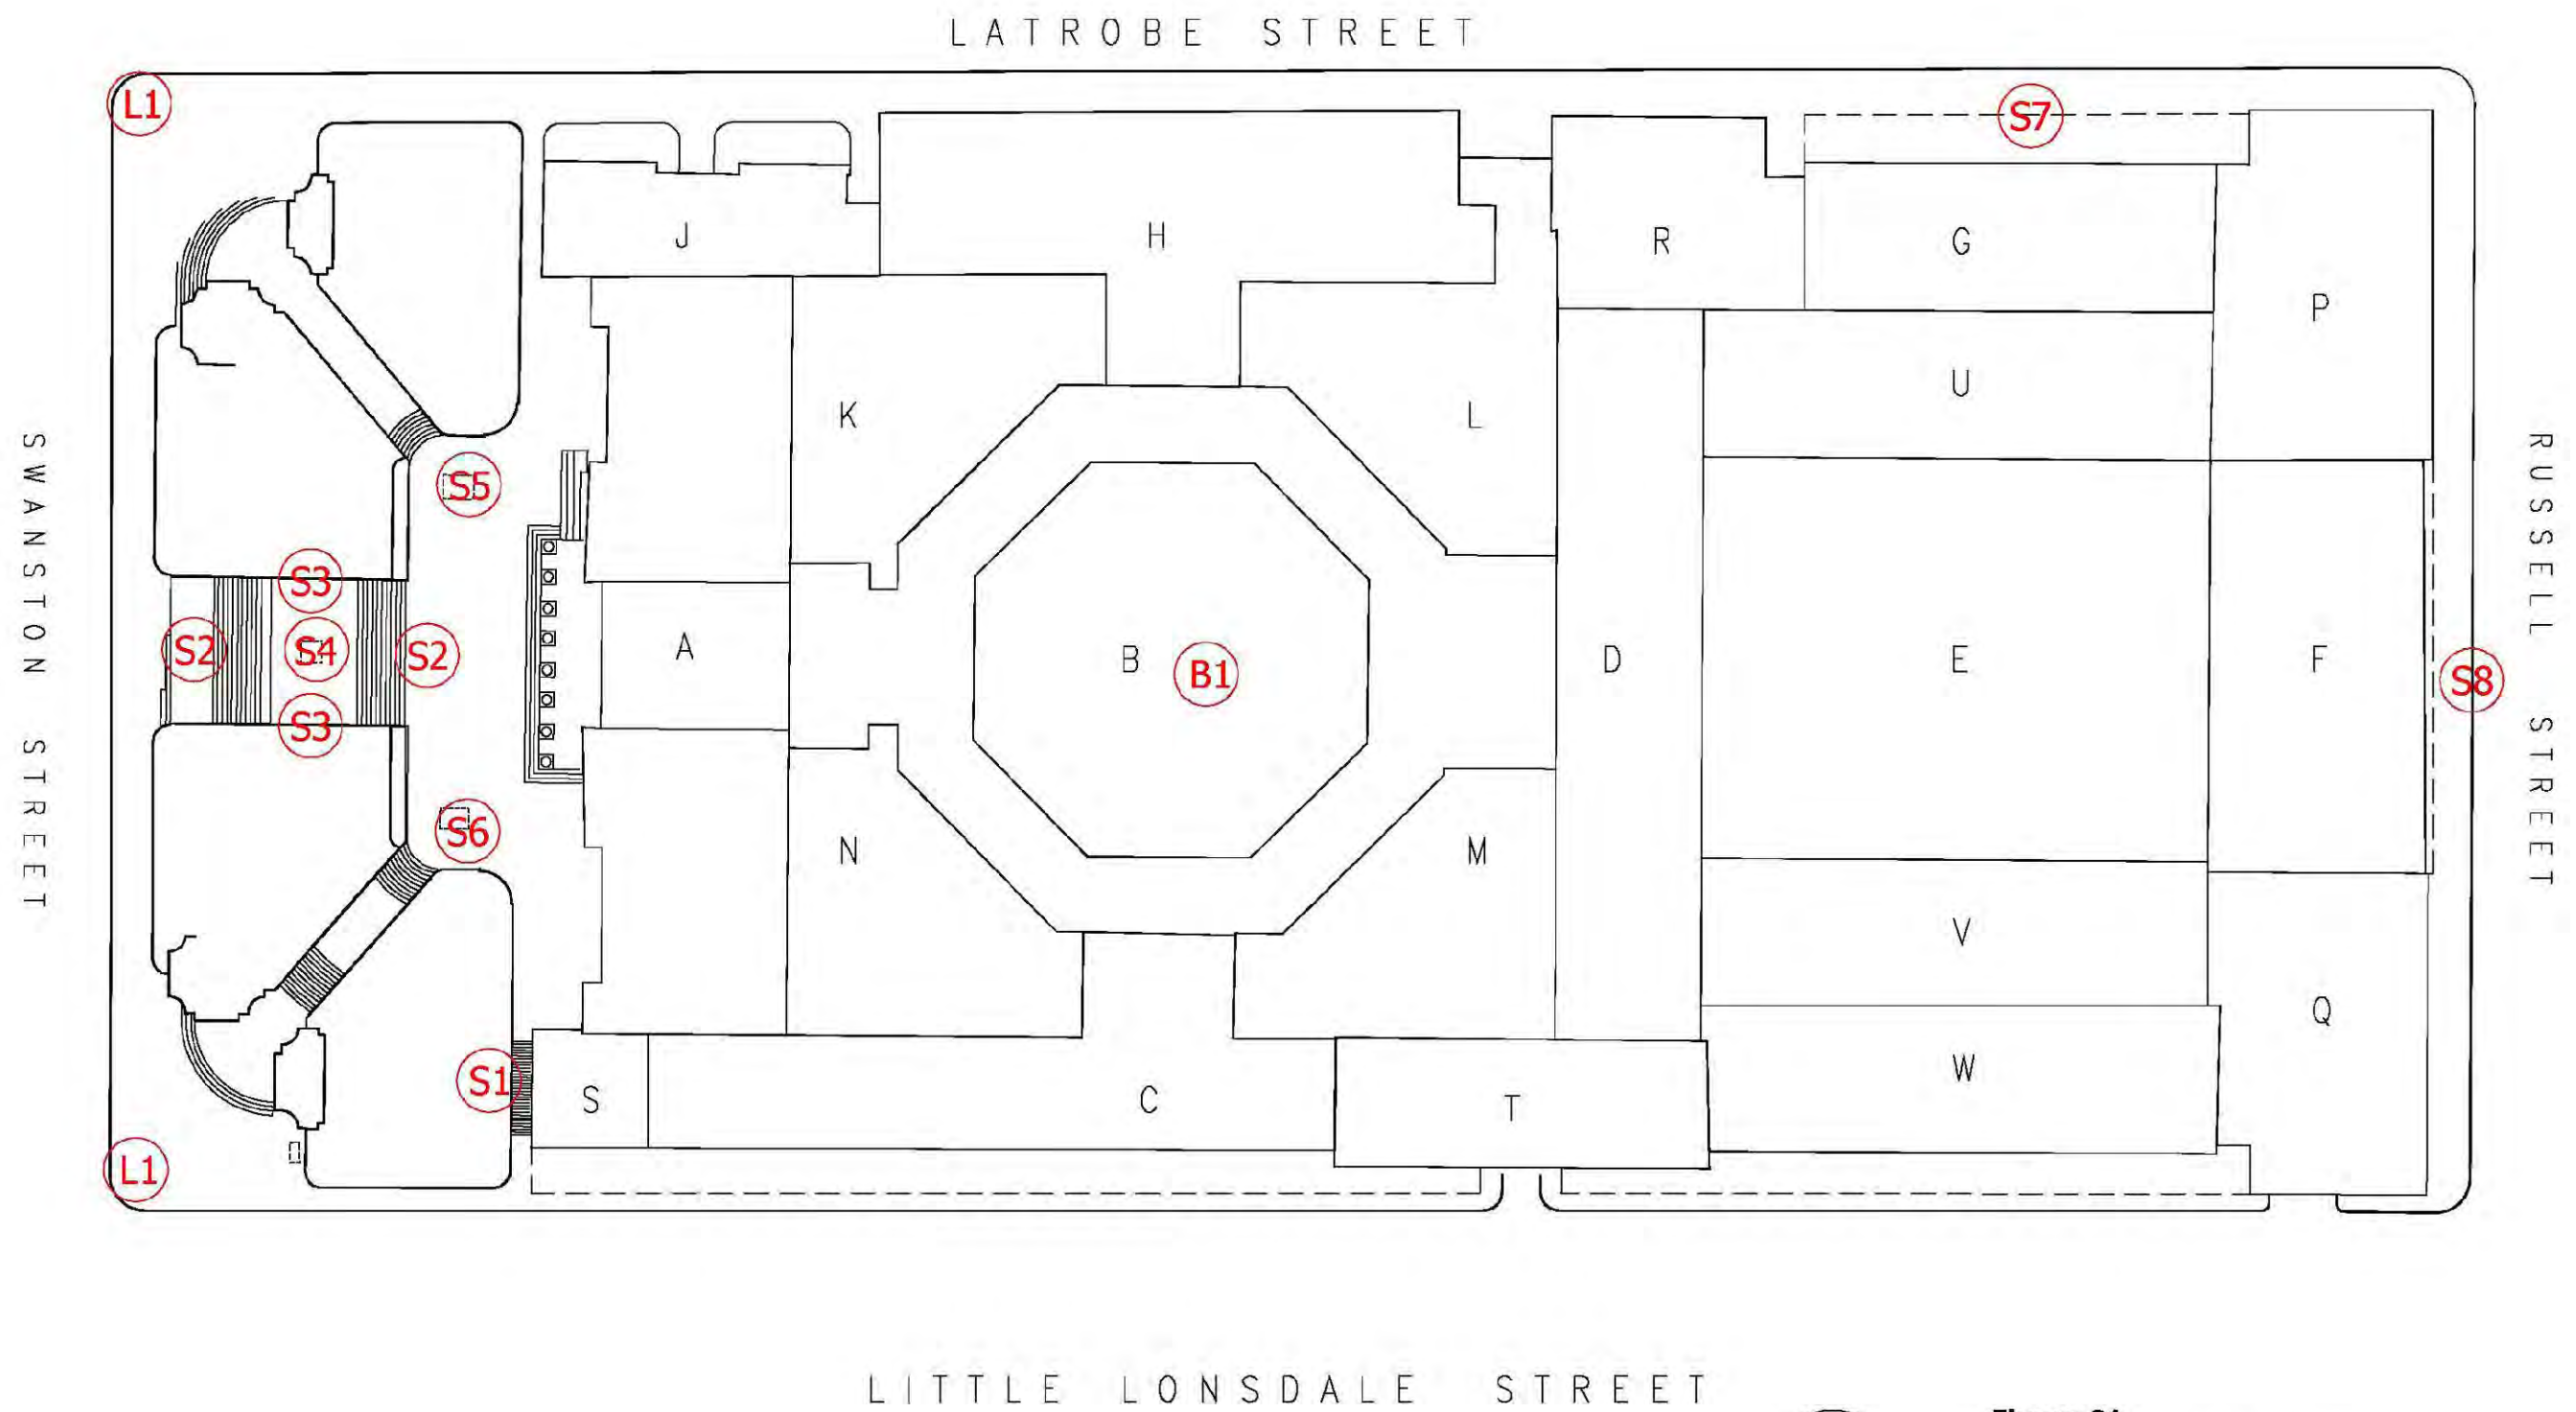 LATROBE STREET
L1
S7
J
H
R
G
P
U
K
L
S5
SWANSTON STREET
RUSSELL STREET
S3
S2
S4
S2
A
B
B1
D
E
F
S8
S3
S6
N
M
V
Q
W
S1
S
C
T
L1
LITTLE LONSDALE STREET